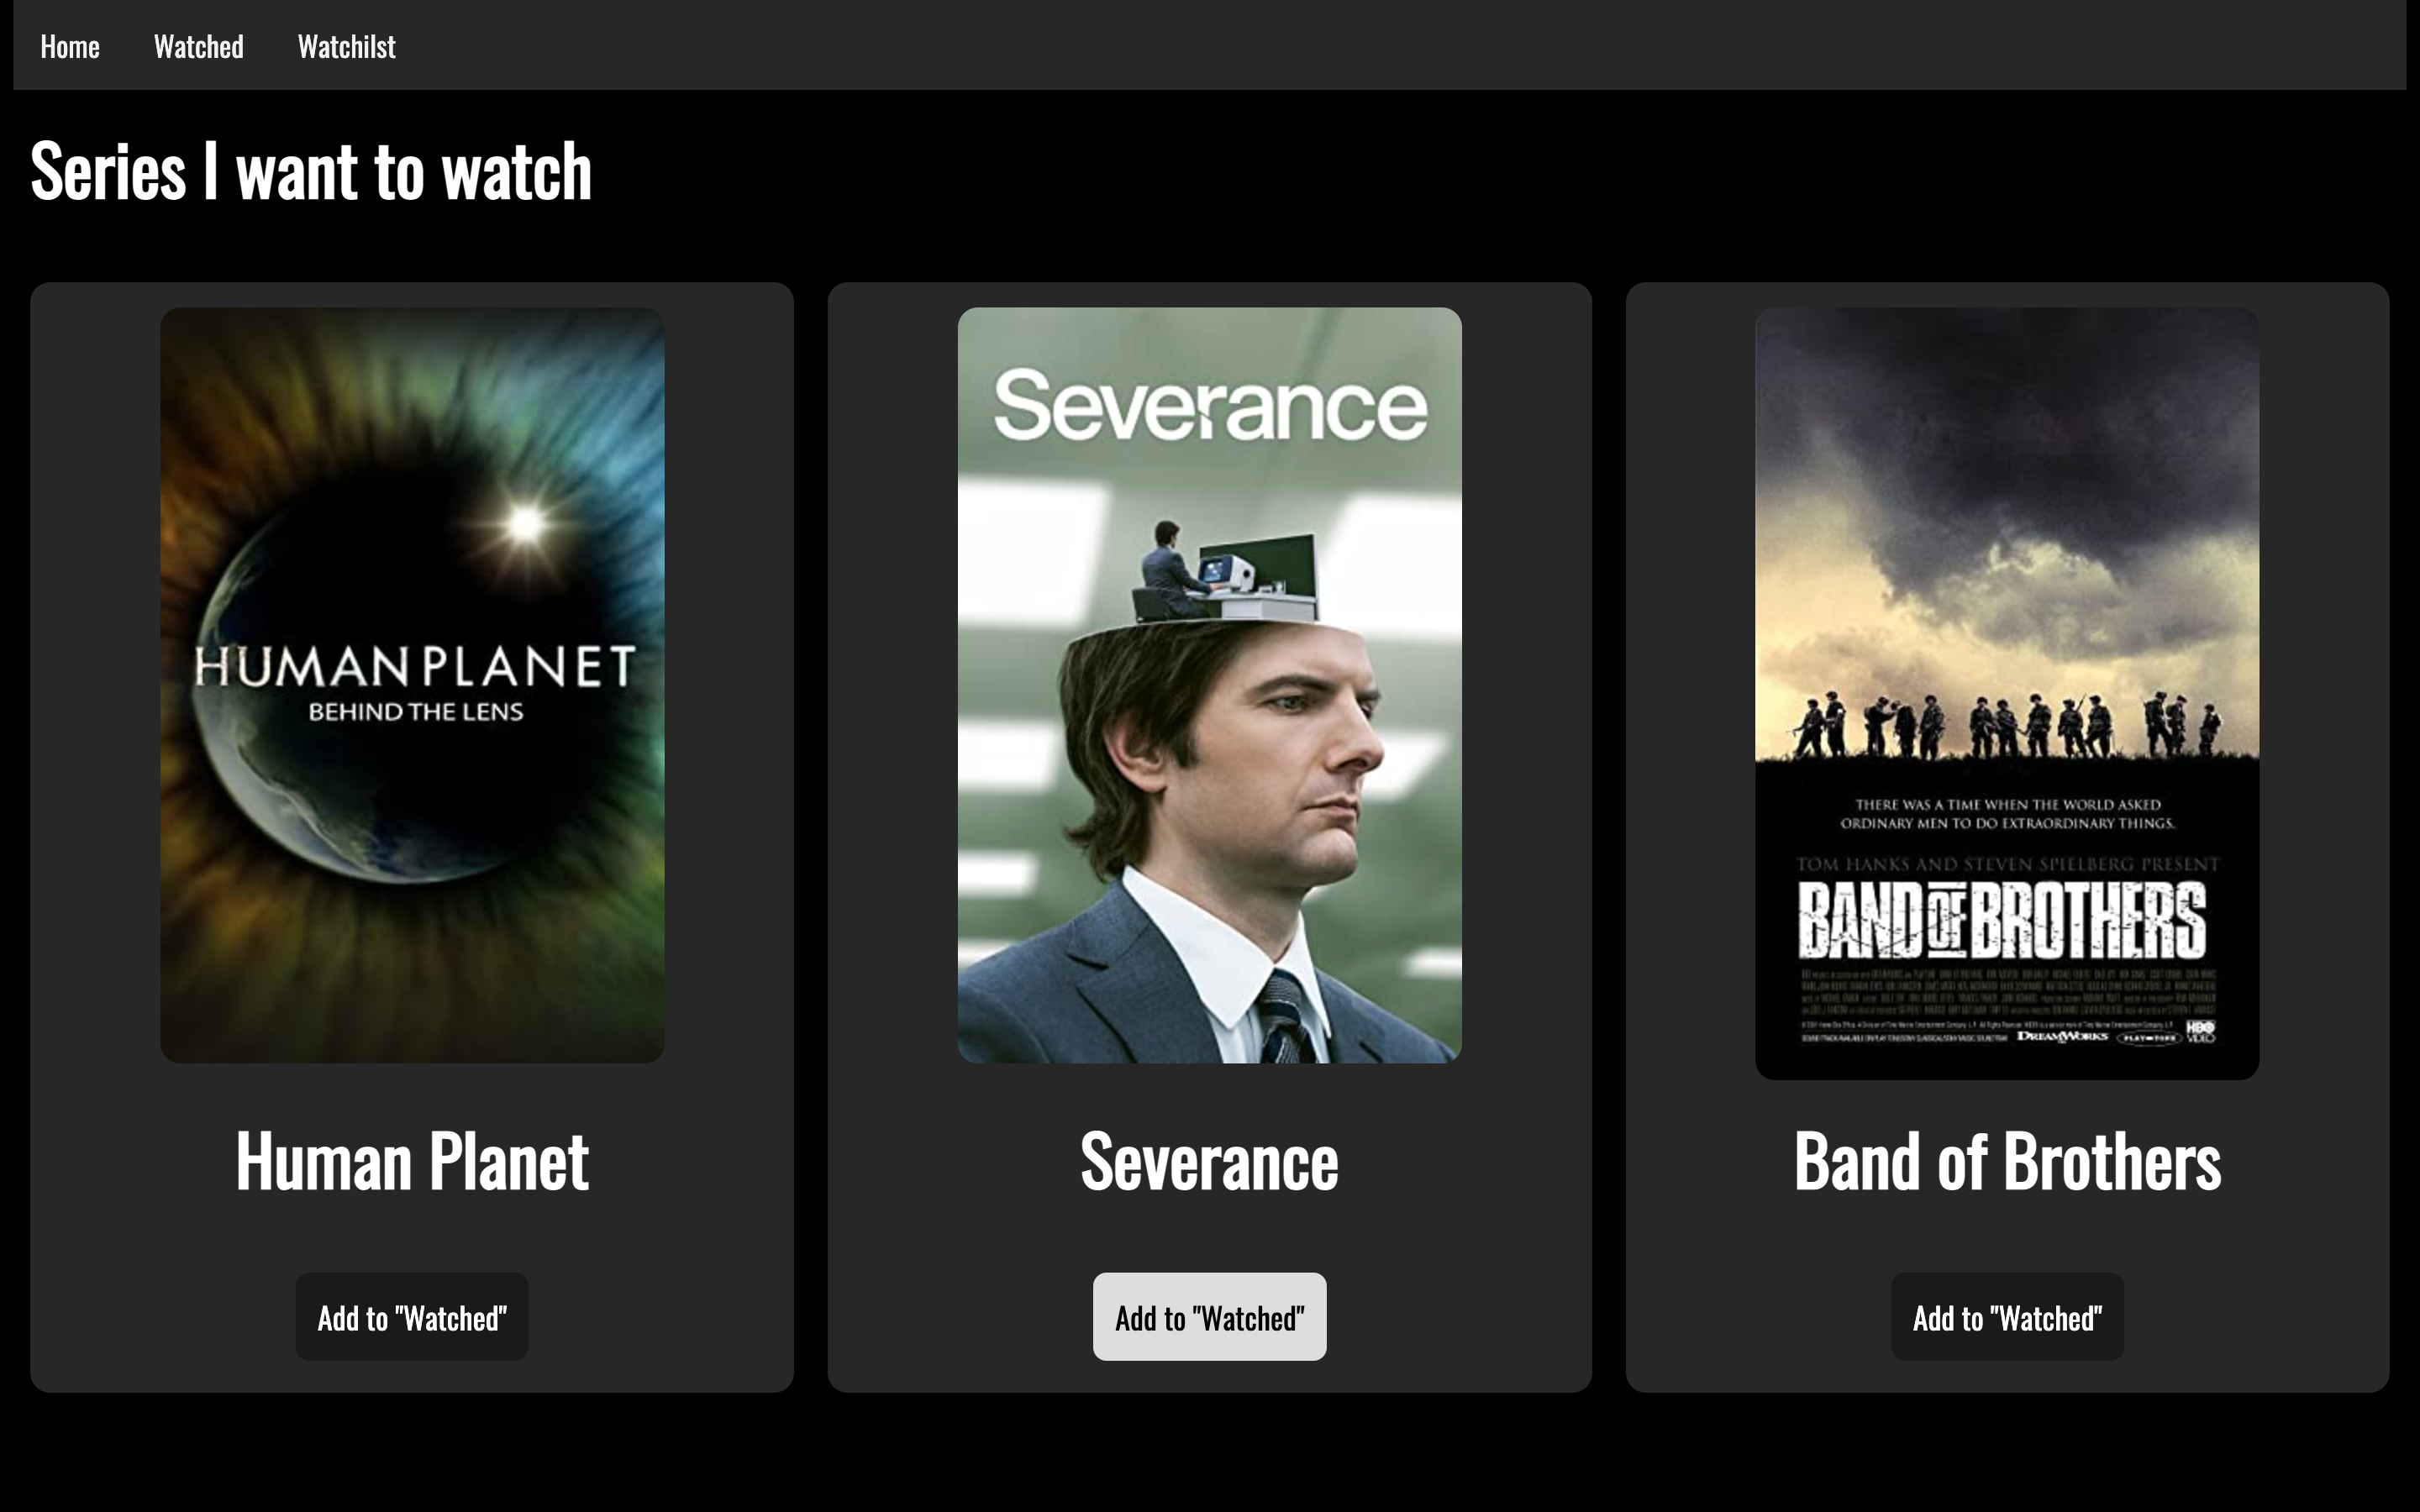 Home Watched Watchilst
Series I want to watch
HUMAN PLANET
BEHIND THE LENS
Severance
THERE WAS A TIME WHEN THE WORLD ASKED
ORDINARY MEN TO DO EXTRAORDINARY THINGS.
TOM HANKS AND STEVEN SPIELBERG PRESENT
BAND OF BROTHERS
DREAMWORKS PLAYTONE HBO VIDEO
Human Planet
Severance
Band of Brothers
Add to "Watched"
Add to "Watched"
Add to "Watched"